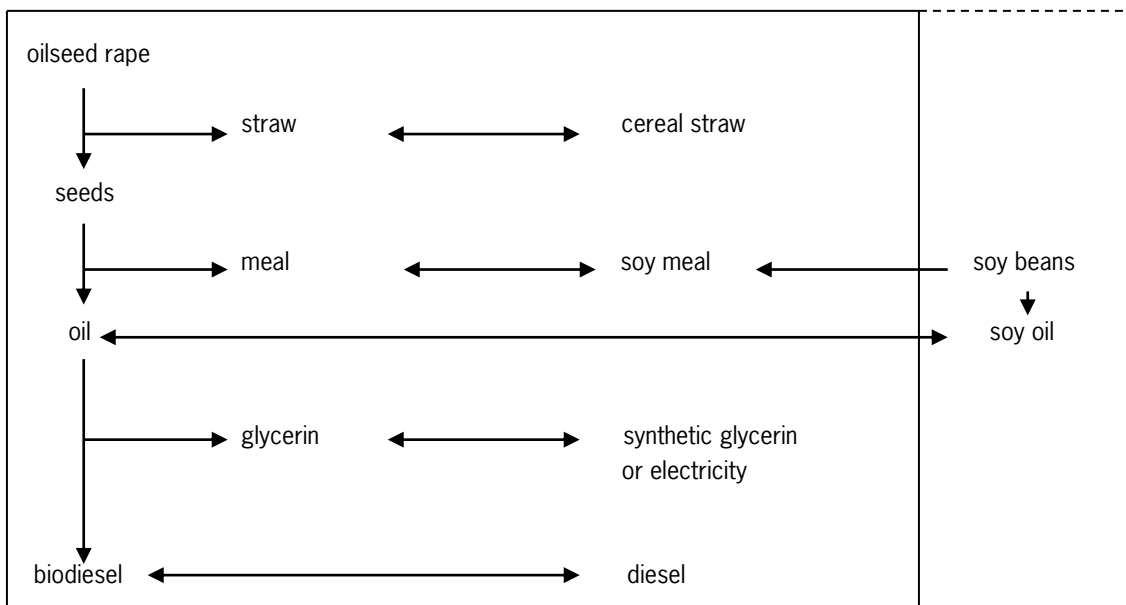 oilseed rape
straw
cereal straw
seeds
meal
soy meal
soy beans
oil
soy oil
glycerin
synthetic glycerin
or electricity
biodiesel
diesel